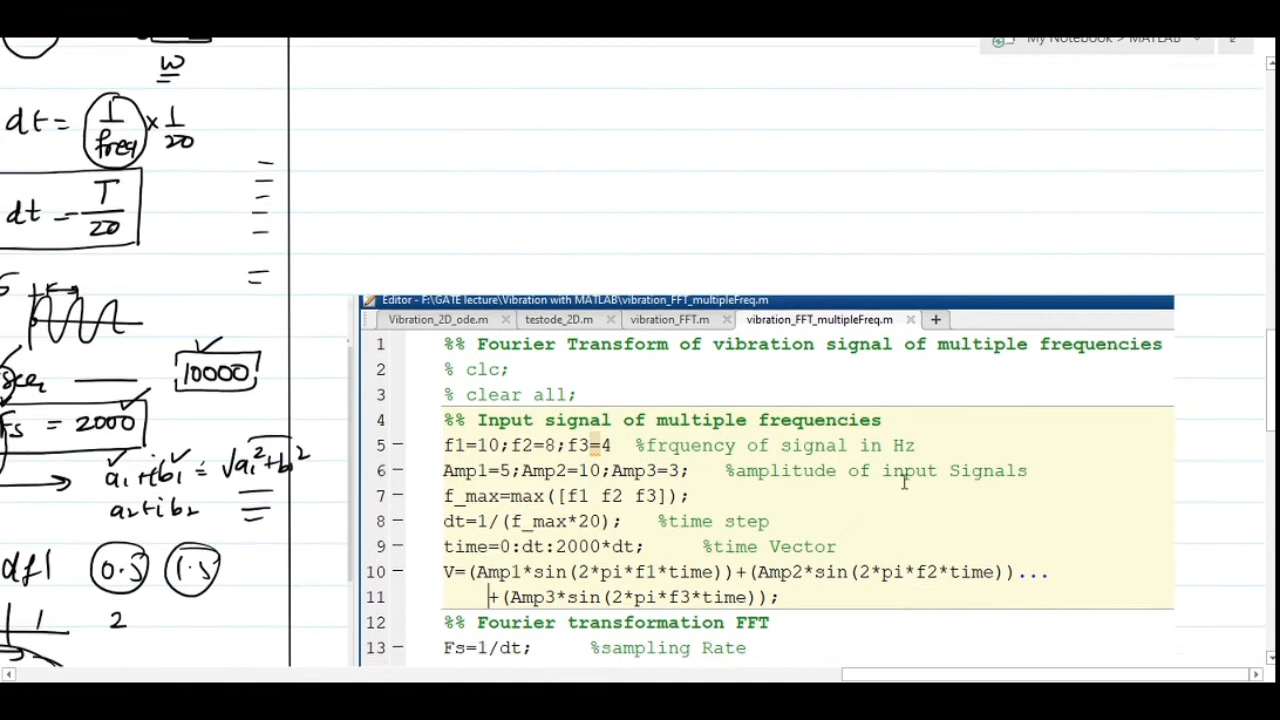 My Notebook > MATLAB
w
dt = 1/freq × 1/20
dt = T/20
10000
Fs = 2000
a1+ib1 = √a1²+b1²
a2+ib2
df1 0.5 1.5
1 2
Editor - F:\GATE lecture\Vibration with MATLAB\vibration_FFT_multipleFreq.m
Vibration_2D_ode.m × testode_2D.m × vibration_FFT.m × vibration_FFT_multipleFreq.m × +
1 %% Fourier Transform of vibration signal of multiple frequencies
2 % clc;
3 % clear all;
4 %% Input signal of multiple frequencies
5 - f1=10;f2=8;f3=4 %frquency of signal in Hz
6 - Amp1=5;Amp2=10;Amp3=3; %amplitude of input Signals
7 - f_max=max([f1 f2 f3]);
8 - dt=1/(f_max*20); %time step
9 - time=0:dt:2000*dt; %time Vector
10 - V=(Amp1*sin(2*pi*f1*time))+(Amp2*sin(2*pi*f2*time))...
11 - +(Amp3*sin(2*pi*f3*time));
12 %% Fourier transformation FFT
13 - Fs=1/dt; %sampling Rate